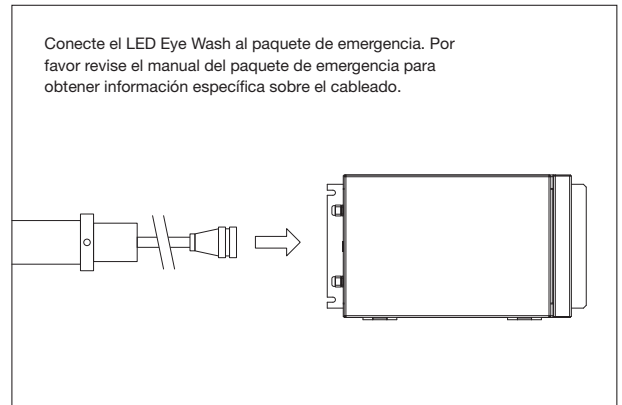 Conecte el LED Eye Wash al paquete de emergencia. Por
favor revise el manual del paquete de emergencia para
obtener información específica sobre el cableado.